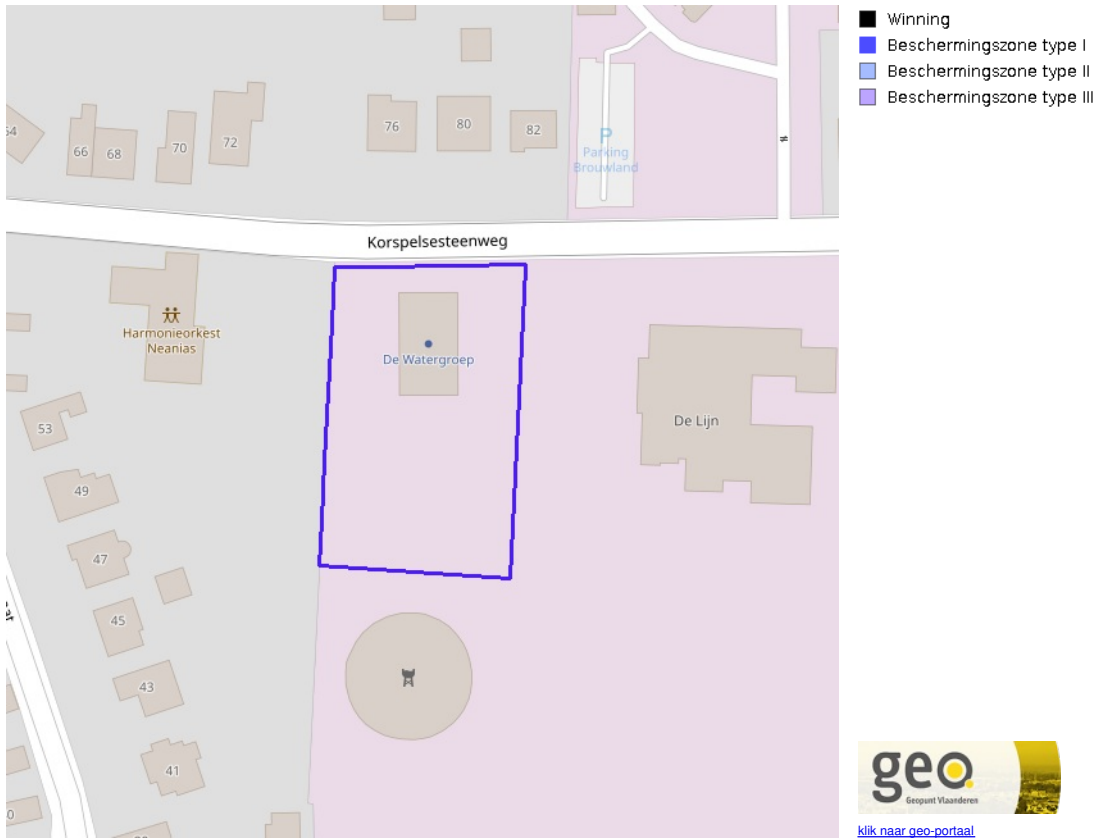 Winning
Beschermingszone type I
Beschermingszone type II
Beschermingszone type III
64
66
68
70
72
76
80
82
P
Parking
Brouwland
Korspelsesteenweg
Harmonieorkest
Neanias
De Watergroep
De Lijn
53
49
47
45
43
41
geo
Geopunt Vlaanderen
klik naar geo-portaal